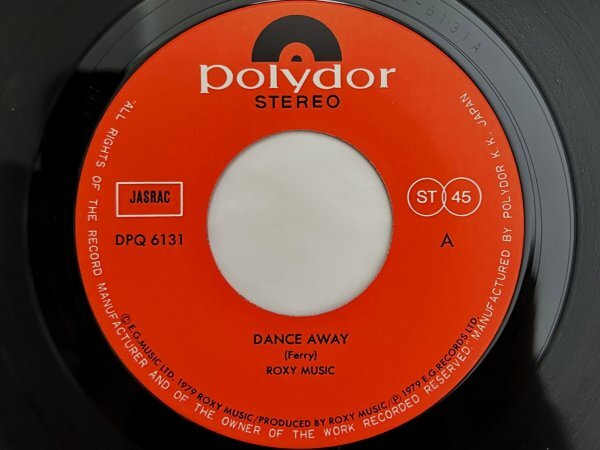 polydor
STEREO
JASRAC
ST 45
DPQ 6131
A
DANCE AWAY
(Ferry)
ROXY MUSIC
Ⓒ E.G. MUSIC LTD. 1979 ROXY MUSIC/PRODUCED BY ROXY MUSIC/Ⓟ 1979 E.G RECORDS LTD.
"ALL RIGHTS OF THE RECORD MANUFACTURER AND OF THE OWNER OF THE WORK RECORDED RESERVED." MANUFACTURED BY POLYDOR K. K. JAPAN
6131A